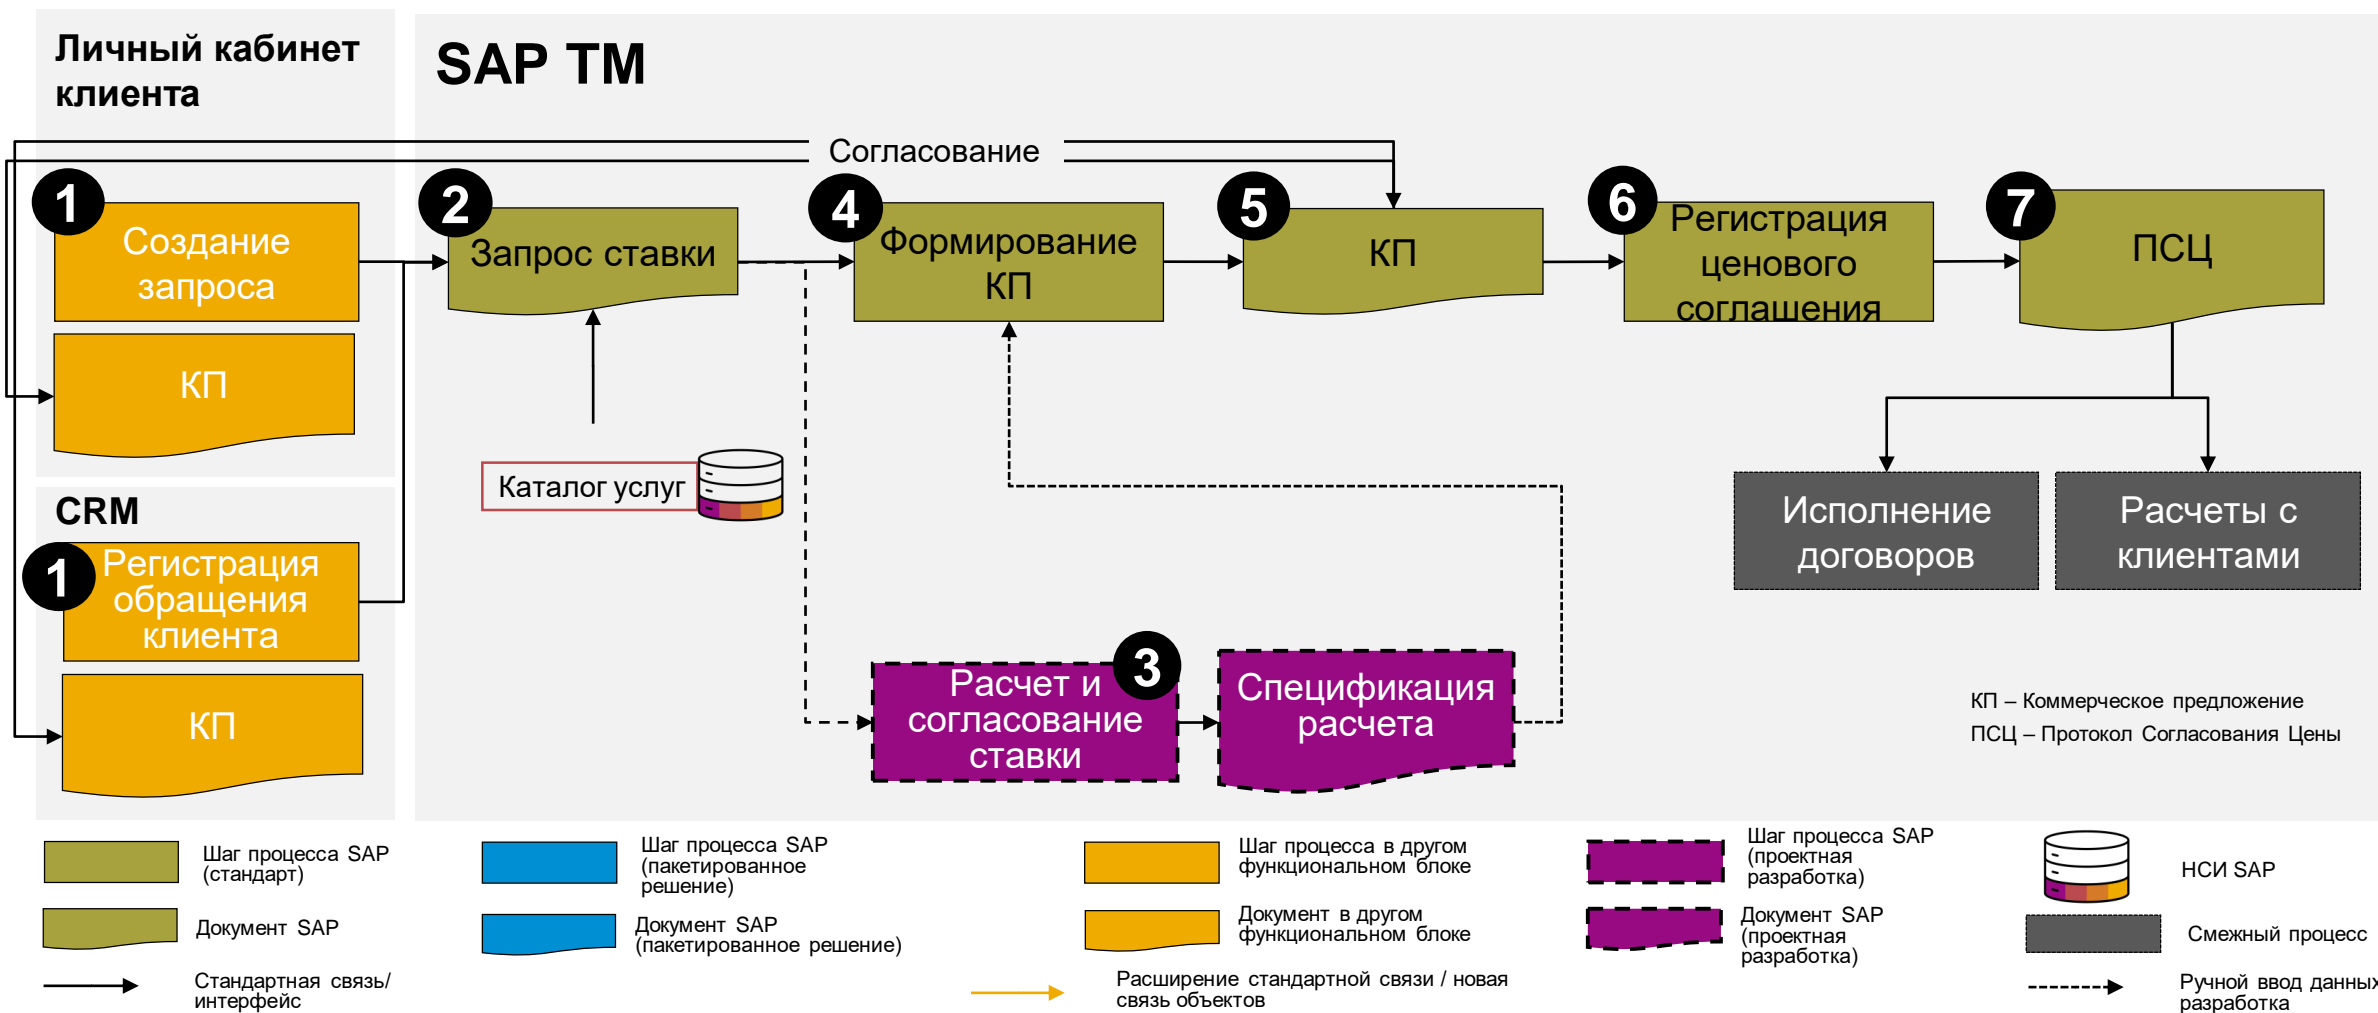 Личный кабинет
клиента
SAP TM
Согласование
1
Создание
запроса
2
Запрос ставки
4
Формирование
КП
5
КП
6
Регистрация
ценового
соглашения
7
ПСЦ
КП
Каталог услуг
CRM
1
Регистрация
обращения
клиента
КП
Исполнение
договоров
Расчеты с
клиентами
3
Расчет и
согласование
ставки
Спецификация
расчета
КП – Коммерческое предложение
ПСЦ – Протокол Согласования Цены
Шаг процесса SAP
(стандарт)
Документ SAP
Стандартная связь/
интерфейс
Шаг процесса SAP
(пакетированное
решение)
Документ SAP
(пакетированное решение)
Шаг процесса в другом
функциональном блоке
Документ в другом
функциональном блоке
Расширение стандартной связи / новая
связь объектов
Шаг процесса SAP
(проектная
разработка)
Документ SAP
(проектная
разработка)
НСИ SAP
Смежный процесс
Ручной ввод данных
разработка